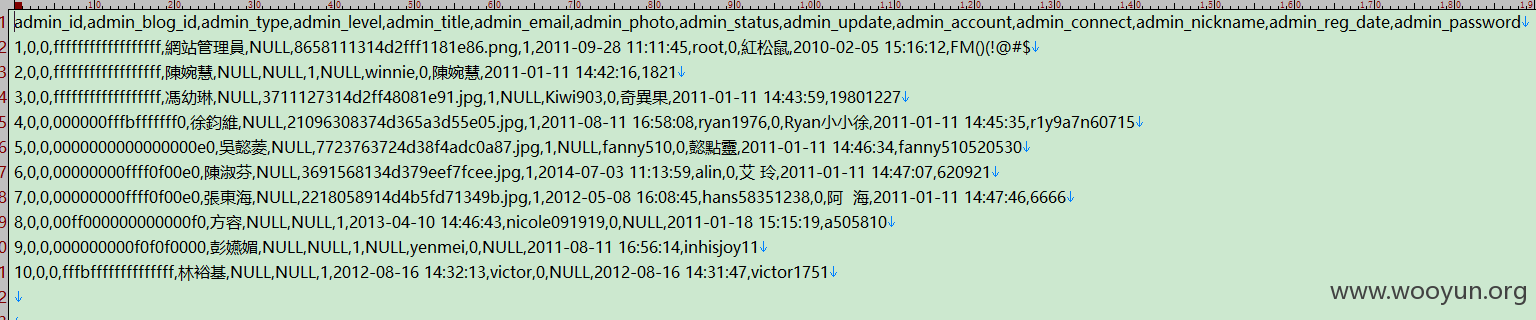 admin_id,admin_blog_id,admin_type,admin_level,admin_title,admin_email,admin_photo,admin_status,admin_update,admin_account,admin_connect,admin_nickname,admin_reg_date,admin_password
1,0,0,ffffffffffffffffff,網站管理員,NULL,8658111314d2fff1181e86.png,1,2011-09-28 11:11:45,root,0,紅松鼠,2010-02-05 15:16:12,FM()(!@#$
2,0,0,ffffffffffffffffff,陳婉慧,NULL,NULL,1,NULL,winnie,0,陳婉慧,2011-01-11 14:42:16,1821
3,0,0,ffffffffffffffffff,馮幼琳,NULL,3711127314d2ff48081e91.jpg,1,NULL,Kiwi903,0,奇異果,2011-01-11 14:43:59,19801227
4,0,0,000000fffbfffffff0,徐鈞維,NULL,21096308374d365a3d55e05.jpg,1,2011-08-11 16:58:08,ryan1976,0,Ryan小小徐,2011-01-11 14:45:35,r1y9a7n60715
5,0,0,0000000000000000e0,吳懿菱,NULL,7723763724d38f4adc0a87.jpg,1,NULL,fanny510,0,懿點靈,2011-01-11 14:46:34,fanny510520530
6,0,0,00000000ffff0f00e0,陳淑芬,NULL,3691568134d379eef7fcee.jpg,1,2014-07-03 11:13:59,alin,0,艾 玲,2011-01-11 14:47:07,620921
7,0,0,00000000ffff0f00e0,張東海,NULL,2218058914d4b5fd71349b.jpg,1,2012-05-08 16:08:45,hans58351238,0,阿  海,2011-01-11 14:47:46,6666
8,0,0,00ff000000000000f0,方容,NULL,NULL,1,2013-04-10 14:46:43,nicole091919,0,NULL,2011-01-18 15:15:19,a505810
9,0,0,000000000f0f0f0000,彭嬿媚,NULL,NULL,1,NULL,yenmei,0,NULL,2011-08-11 16:56:14,inhisjoy11
10,0,0,fffbffffffffffffff,林裕基,NULL,NULL,1,2012-08-16 14:32:13,victor,0,NULL,2012-08-16 14:31:47,victor1751
www.wooyun.org